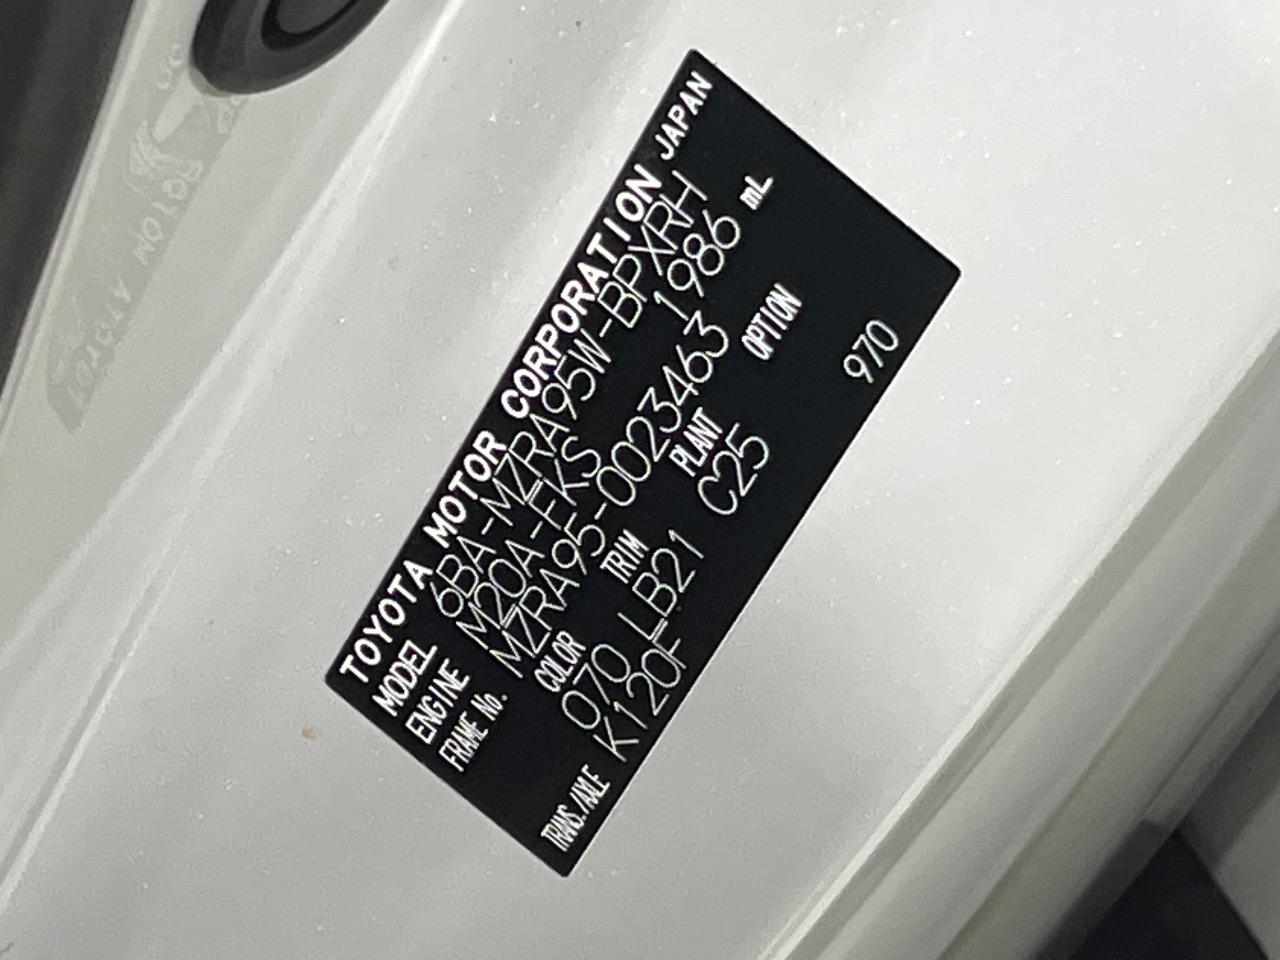 TOYOTA MOTOR CORPORATION JAPAN
MODEL 6BA-MZRA95W-BPXRH
ENGINE M20A-FKS 1986 mL
FRAME No. MZRA95-0023463
COLOR TRIM PLANT OPTION
070 LB21 C25
TRANS./AXLE K120F 970